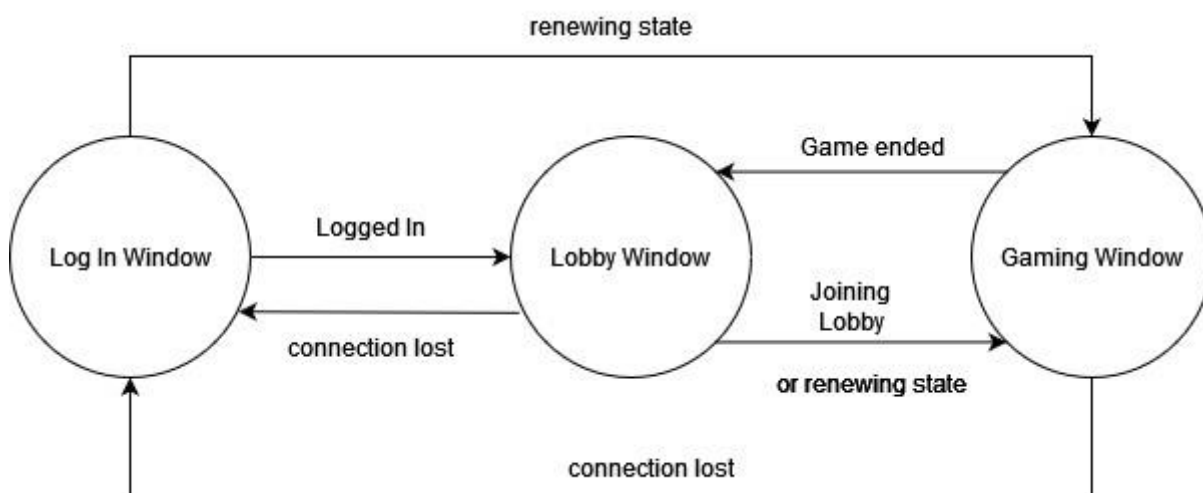 renewing state
Game ended
Logged In
Log In Window
Lobby Window
Gaming Window
Joining
Lobby
connection lost
or renewing state
connection lost